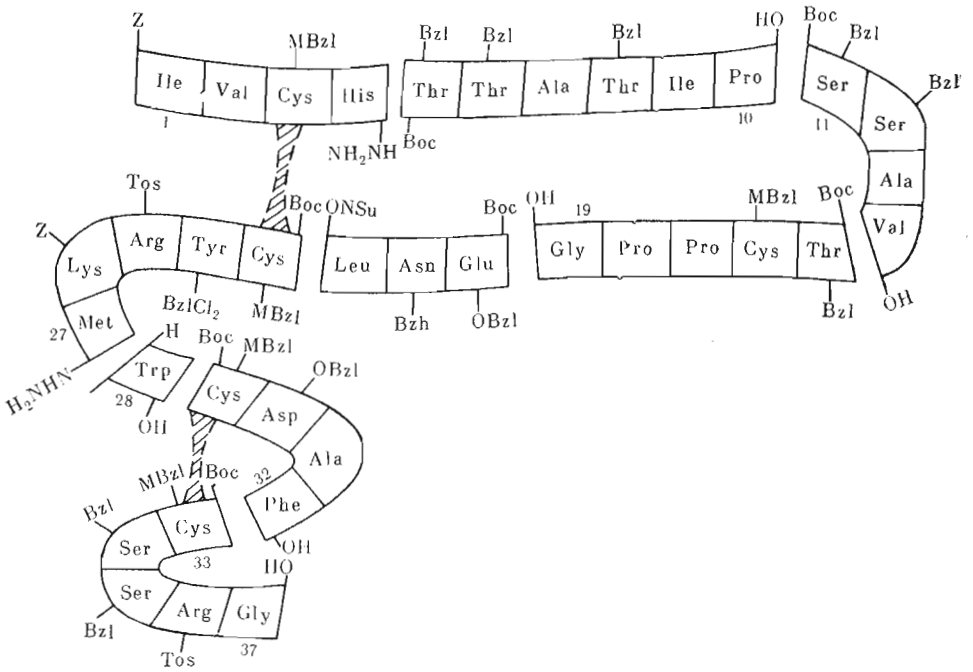 Z
MBzl
Bzl Bzl Bzl
HO Boc Bzl
Bzl
Ile Val Cys His
Thr Thr Ala Thr Ile Pro
Ser
Ser
Ala
Val
1
10
11
NH2NH
Boc
Tos
Z
Lys Arg Tyr Cys
Boc ONSu
Leu Asn Glu
Boc
OH
19
MBzl
Boc
Gly Pro Pro Cys Thr
BzlCl2
MBzl
Bzh
OBzl
Bzl
OH
Met
27
H2NHN
H
Trp
28
OH
Boc
MBzl
OBzl
Cys Asp
Ala
Phe
32
OH
Bzl
MBzl
Boc
Ser Cys
33
HO
Ser Arg Gly
Bzl
Tos
37